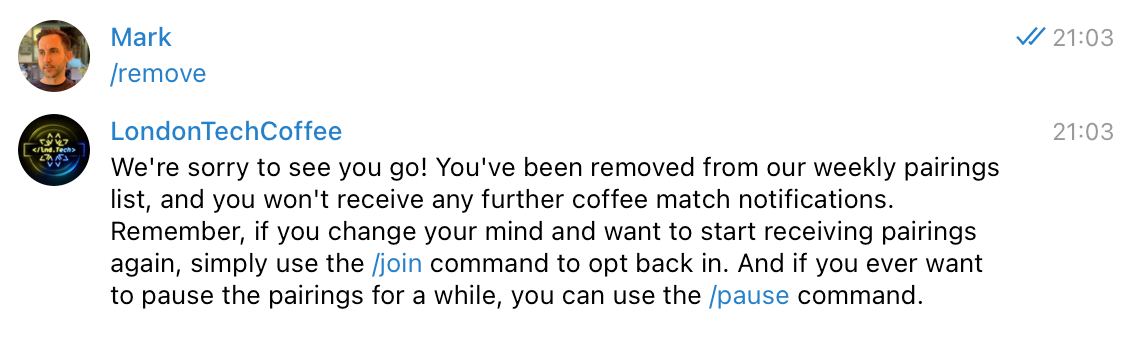 Mark
21:03
/remove
</lnd.Tech>
LondonTechCoffee
21:03
We're sorry to see you go! You've been removed from our weekly pairings
list, and you won't receive any further coffee match notifications.
Remember, if you change your mind and want to start receiving pairings
again, simply use the /join command to opt back in. And if you ever want
to pause the pairings for a while, you can use the /pause command.